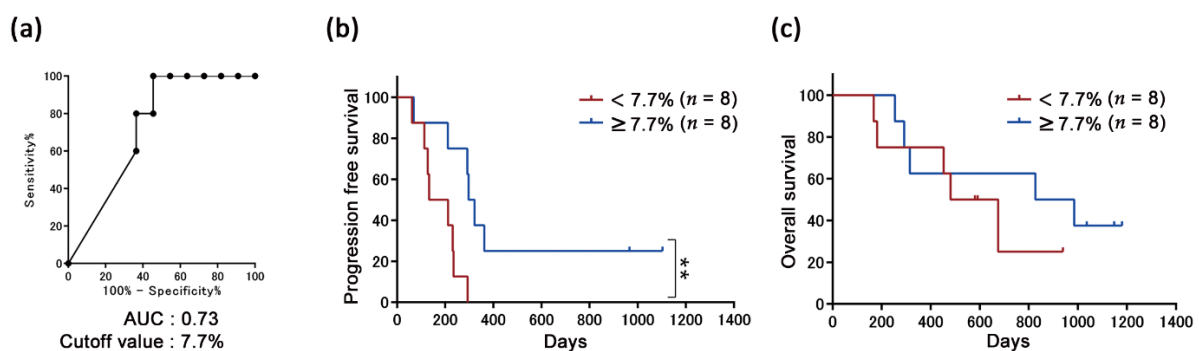 (a)
Sensitivity%
100
80
60
40
20
0
0 20 40 60 80 100
100% - Specificity%
AUC : 0.73
Cutoff value : 7.7%
(b)
Progression free survival
100
80
60
40
20
0
0 200 400 600 800 1000 1200 1400
Days
< 7.7% (n = 8)
≥ 7.7% (n = 8)
**
(c)
Overall survival
100
80
60
40
20
0
0 200 400 600 800 1000 1200 1400
Days
< 7.7% (n = 8)
≥ 7.7% (n = 8)